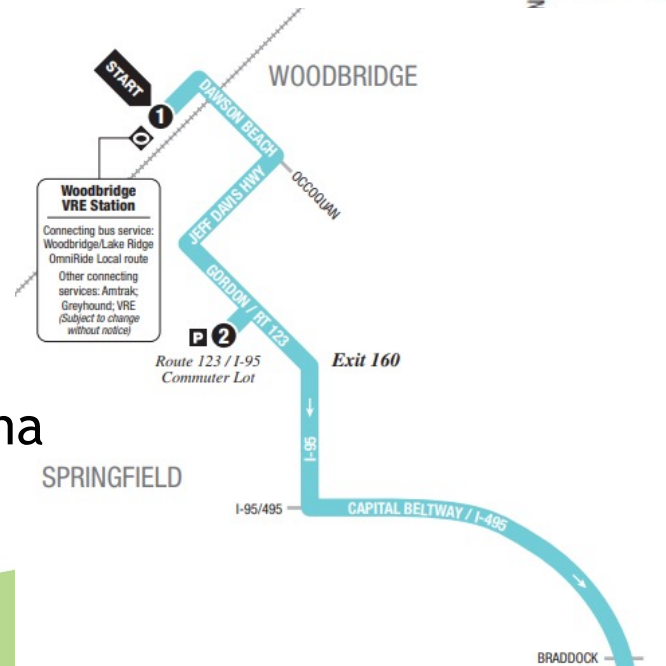 START
WOODBRIDGE
1
DAWSON BEACH
OCCOQUAN
JEFF DAVIS HWY
Woodbridge
VRE Station
Connecting bus service:
Woodbridge/Lake Ridge
OmniRide Local route
Other connecting
services: Amtrak;
Greyhound; VRE
(Subject to change
without notice)
GORDON / RT 123
P 2
Route 123 / I-95
Commuter Lot
Exit 160
na
I-95
SPRINGFIELD
I-95/495
CAPITAL BELTWAY / I-495
BRADDOCK